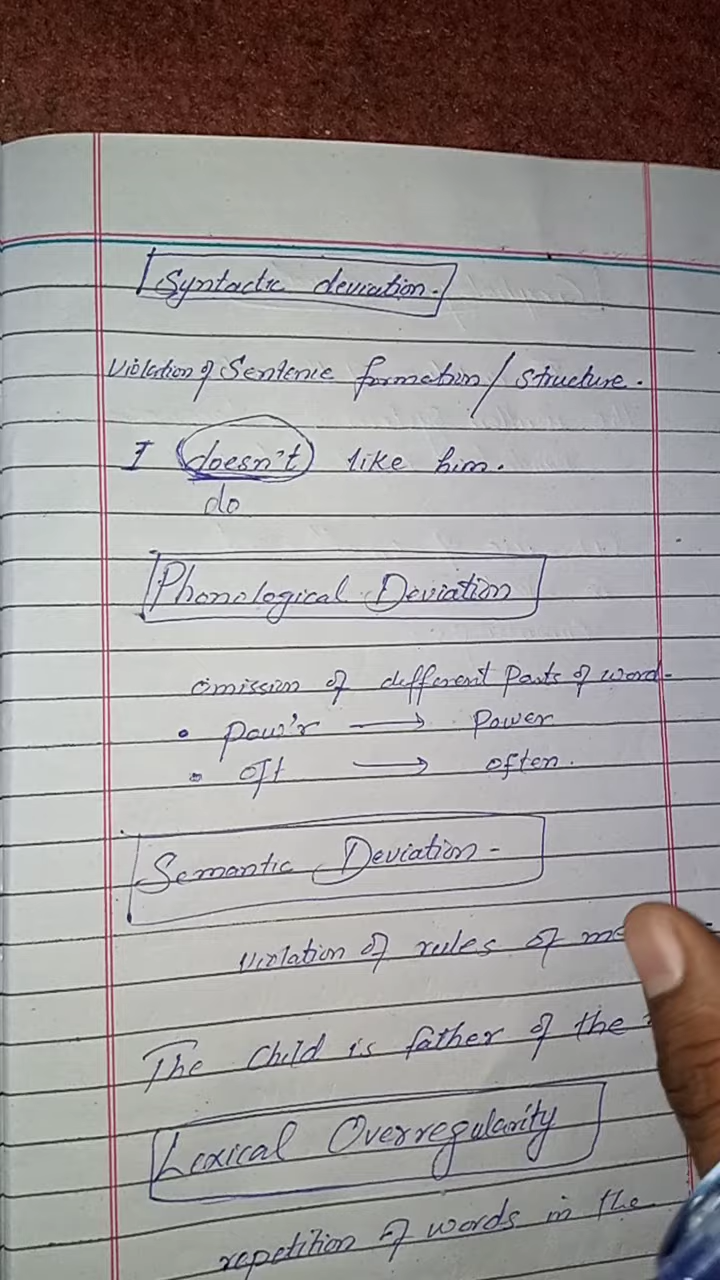 Syntactic deviation.
Violation of Sentence formation / structure.
I doesn't like him.
do
Phonological Deviation
omission of different Parts of word
• pow'r → Power
• oft → often.
Semantic Deviation -
violation of rules of
The Child is father of the
Lexical Overregularity
repetition of words in the